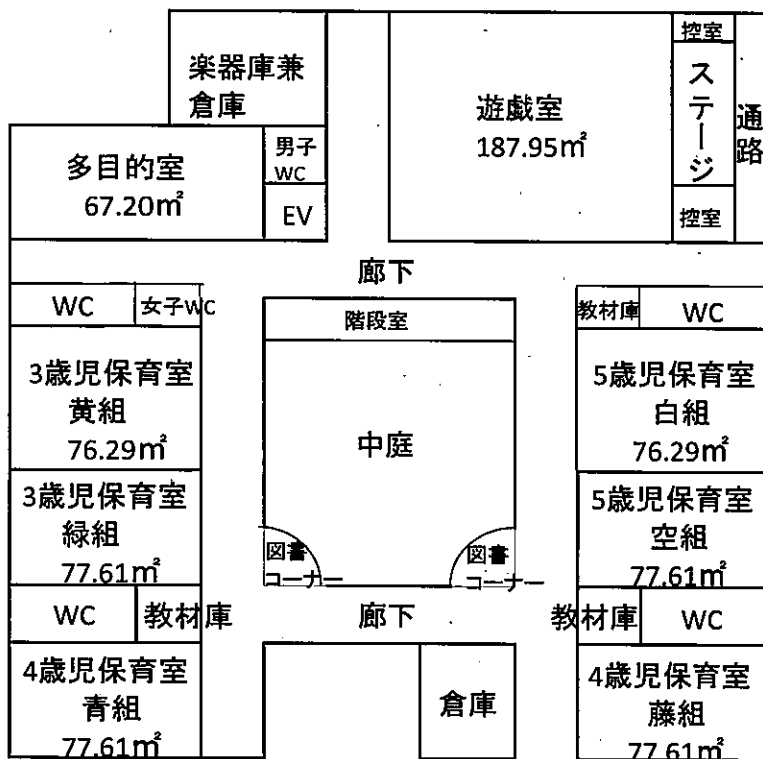 楽器庫兼
倉庫
遊戯室
187.95㎡
控室
ステージ
控室
通路
多目的室
67.20㎡
男子
WC
EV
廊下
WC
女子WC
階段室
教材庫
WC
3歳児保育室
黄組
76.29㎡
中庭
5歳児保育室
白組
76.29㎡
3歳児保育室
緑組
77.61㎡
図書
コーナー
図書
コーナー
5歳児保育室
空組
77.61㎡
WC
教材庫
廊下
教材庫
WC
4歳児保育室
青組
77.61㎡
倉庫
4歳児保育室
藤組
77.61㎡